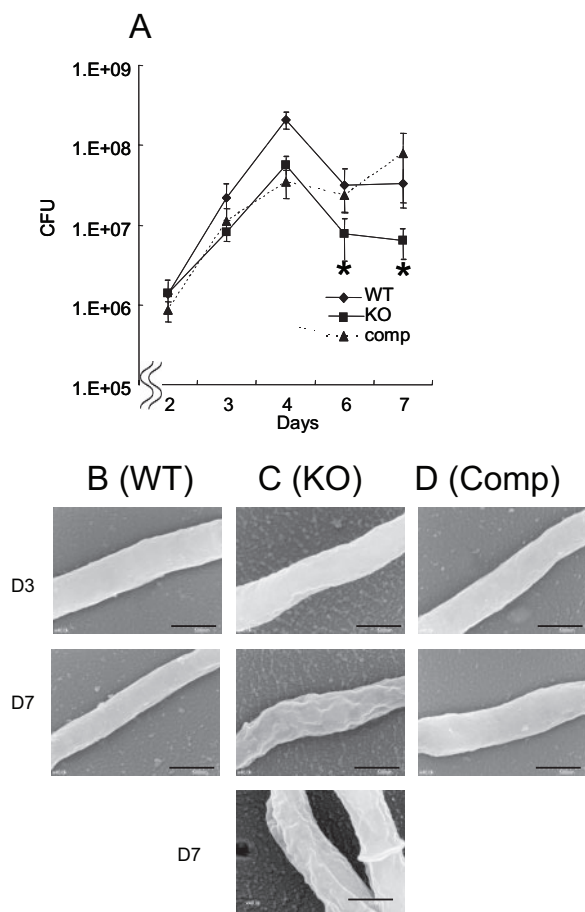 A
1.E+09
1.E+08
1.E+07
1.E+06
1.E+05
CFU
* *
WT
KO
comp
2 3 4 6 7
Days
B (WT) C (KO) D (Comp)
D3
D7
D7